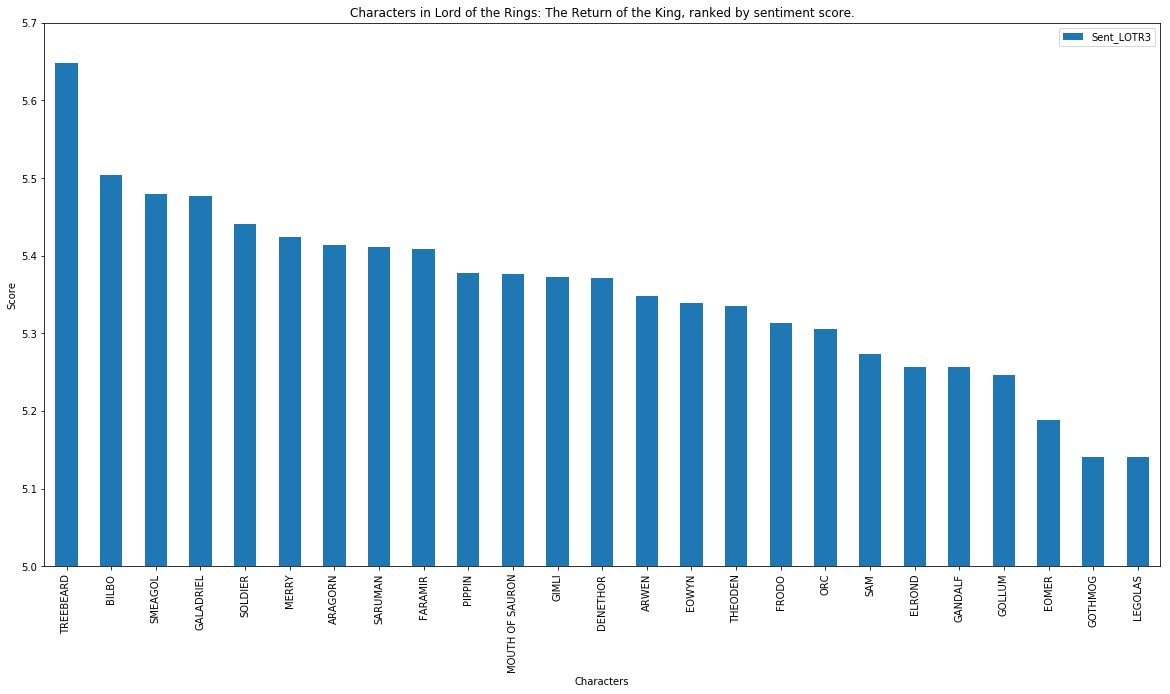 Characters in Lord of the Rings: The Return of the King, ranked by sentiment score.
Sent_LOTR3
Score
5.7
5.6
5.5
5.4
5.3
5.2
5.1
5.0
TREEBEARD
BILBO
SMEAGOL
GALADRIEL
SOLDIER
MERRY
ARAGORN
SARUMAN
FARAMIR
PIPPIN
MOUTH OF SAURON
GIMLI
DENETHOR
ARWEN
EOWYN
THEODEN
FRODO
ORC
SAM
ELROND
GANDALF
GOLLUM
EOMER
GOTHMOG
LEGOLAS
Characters